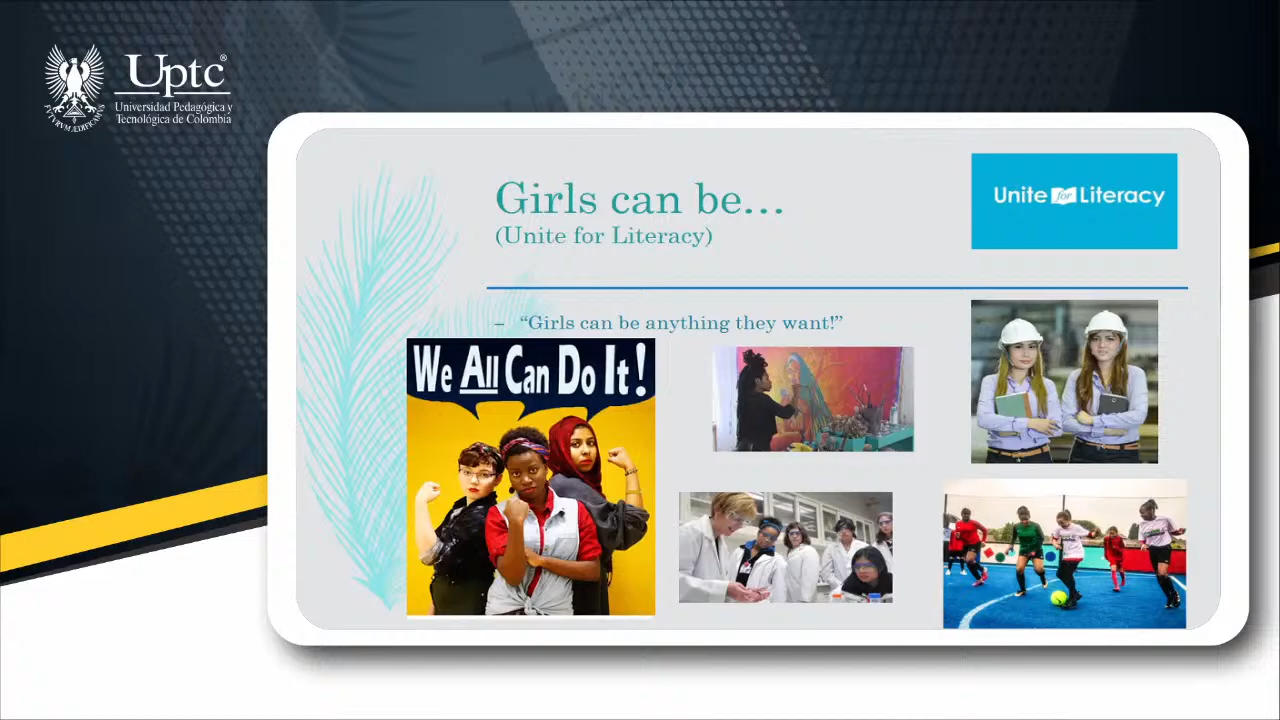 Uptc®
Universidad Pedagógica y
Tecnológica de Colombia
Girls can be...
(Unite for Literacy)
Unite for Literacy
– “Girls can be anything they want!”
We All Can Do It!